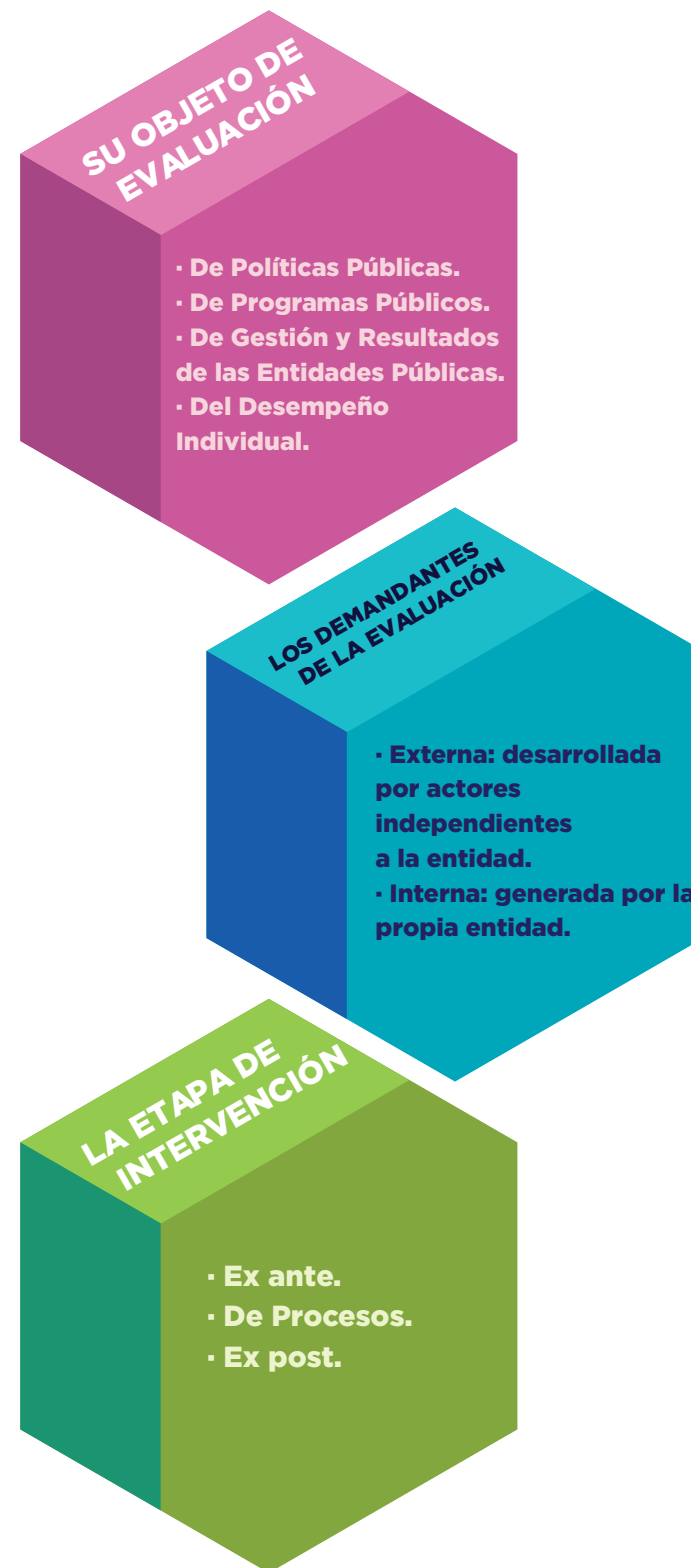 SU OBJETO DE
EVALUACIÓN
· De Políticas Públicas.
· De Programas Públicos.
· De Gestión y Resultados
de las Entidades Públicas.
· Del Desempeño
Individual.
LOS DEMANDANTES
DE LA EVALUACIÓN
· Externa: desarrollada
por actores
independientes
a la entidad.
· Interna: generada por la
propia entidad.
LA ETAPA DE
INTERVENCIÓN
· Ex ante.
· De Procesos.
· Ex post.